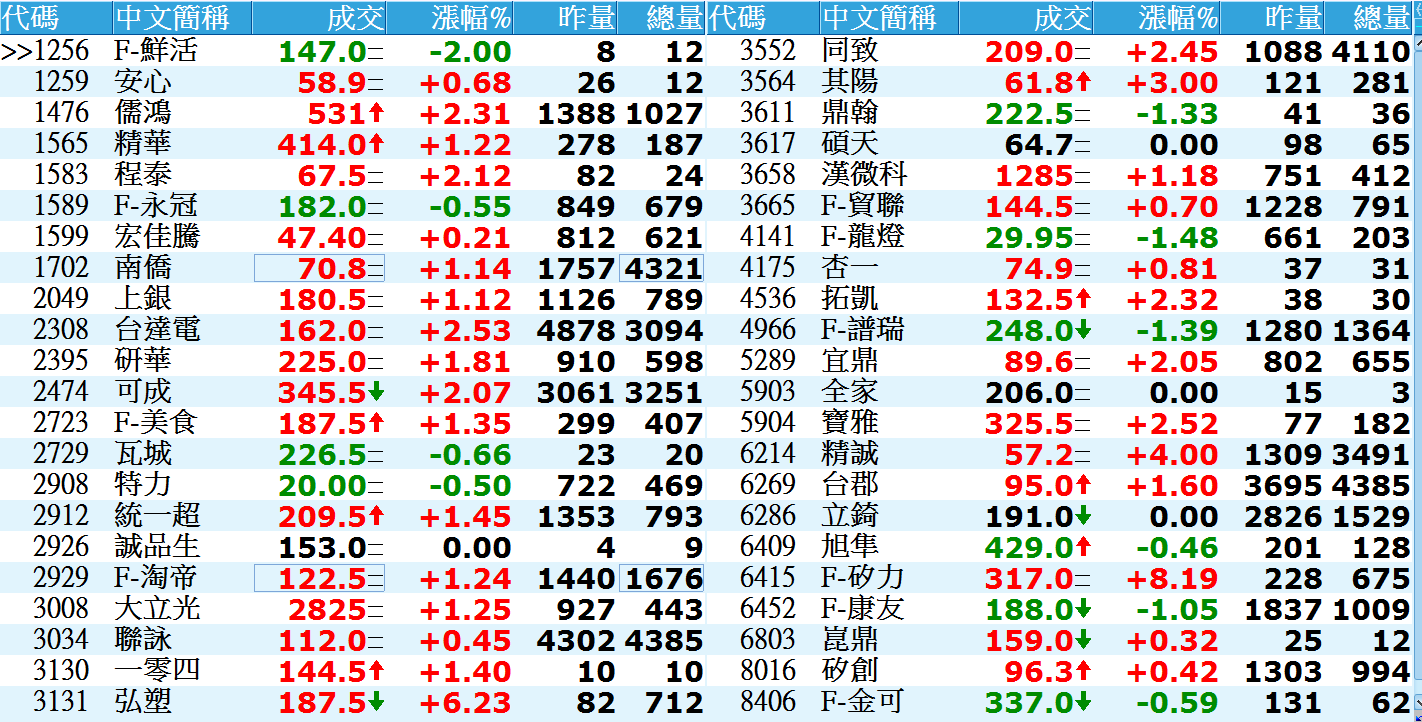 代碼 中文簡稱 成交 漲幅% 昨量 總量 代碼 中文簡稱 成交 漲幅% 昨量 總量
>>1256 F-鮮活 147.0 -2.00 8 12 3552 同致 209.0 +2.45 1088 4110
1259 安心 58.9 +0.68 26 12 3564 其陽 61.8 +3.00 121 281
1476 儒鴻 531 +2.31 1388 1027 3611 鼎翰 222.5 -1.33 41 36
1565 精華 414.0 +1.22 278 187 3617 碩天 64.7 0.00 98 65
1583 程泰 67.5 +2.12 82 24 3658 漢微科 1285 +1.18 751 412
1589 F-永冠 182.0 -0.55 849 679 3665 F-貿聯 144.5 +0.70 1228 791
1599 宏佳騰 47.40 +0.21 812 621 4141 F-龍燈 29.95 -1.48 661 203
1702 南僑 70.8 +1.14 1757 4321 4175 杏一 74.9 +0.81 37 31
2049 上銀 180.5 +1.12 1126 789 4536 拓凱 132.5 +2.32 38 30
2308 台達電 162.0 +2.53 4878 3094 4966 F-譜瑞 248.0 -1.39 1280 1364
2395 研華 225.0 +1.81 910 598 5289 宜鼎 89.6 +2.05 802 655
2474 可成 345.5 +2.07 3061 3251 5903 全家 206.0 0.00 15 3
2723 F-美食 187.5 +1.35 299 407 5904 寶雅 325.5 +2.52 77 182
2729 瓦城 226.5 -0.66 23 20 6214 精誠 57.2 +4.00 1309 3491
2908 特力 20.00 -0.50 722 469 6269 台郡 95.0 +1.60 3695 4385
2912 統一超 209.5 +1.45 1353 793 6286 立錡 191.0 0.00 2826 1529
2926 誠品生 153.0 0.00 4 9 6409 旭隼 429.0 -0.46 201 128
2929 F-淘帝 122.5 +1.24 1440 1676 6415 F-矽力 317.0 +8.19 228 675
3008 大立光 2825 +1.25 927 443 6452 F-康友 188.0 -1.05 1837 1009
3034 聯詠 112.0 +0.45 4302 4385 6803 崑鼎 159.0 +0.32 25 12
3130 一零四 144.5 +1.40 10 10 8016 矽創 96.3 +0.42 1303 994
3131 弘塑 187.5 +6.23 82 712 8406 F-金可 337.0 -0.59 131 62